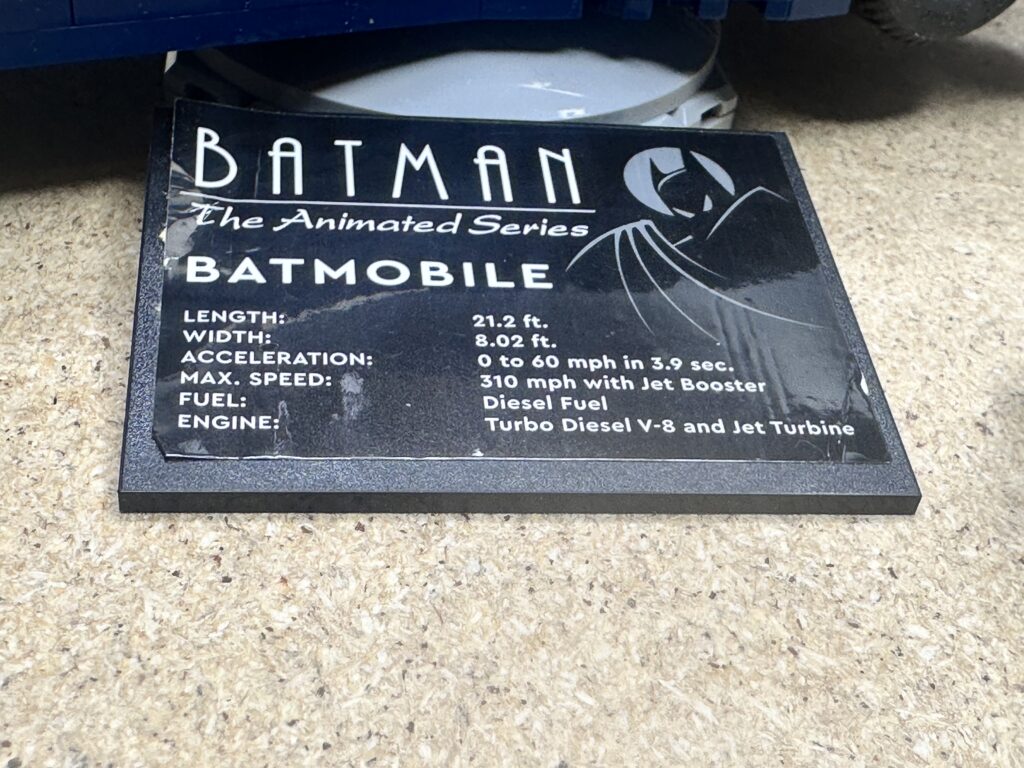 BATMAN
The Animated Series
BATMOBILE
LENGTH: 21.2 ft.
WIDTH: 8.02 ft.
ACCELERATION: 0 to 60 mph in 3.9 sec.
MAX. SPEED: 310 mph with Jet Booster
FUEL: Diesel Fuel
ENGINE: Turbo Diesel V-8 and Jet Turbine